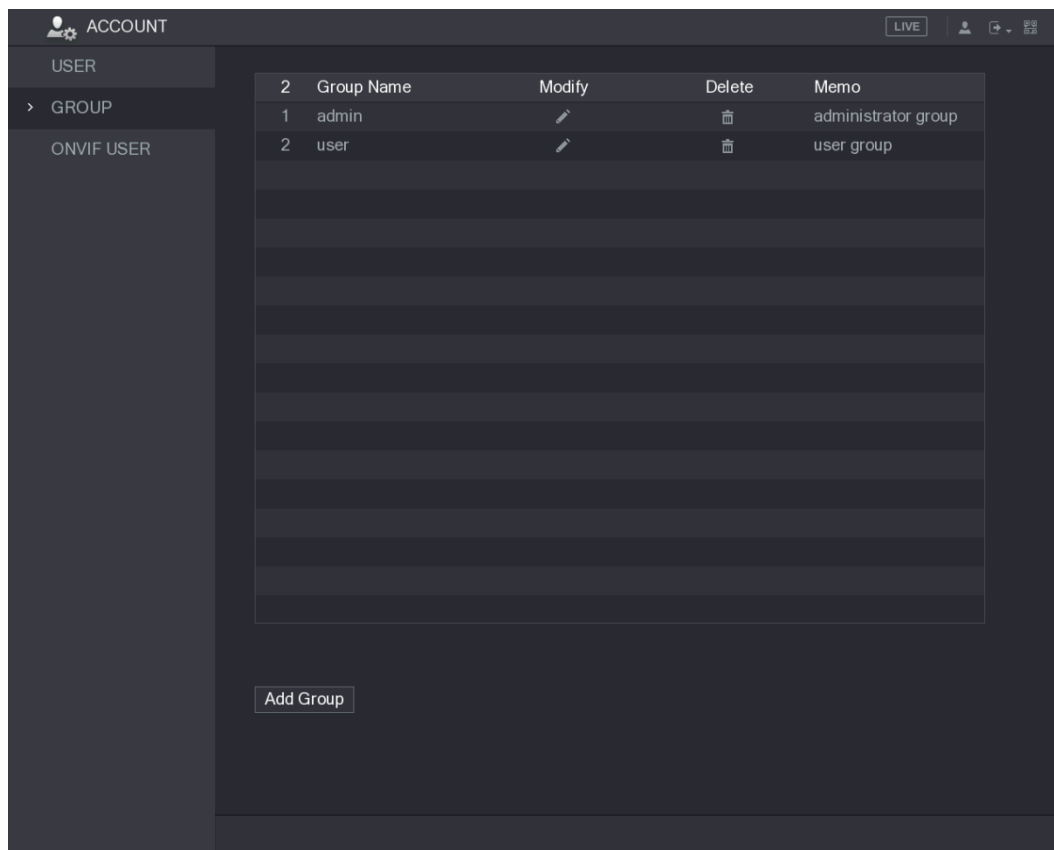 ACCOUNT LIVE
USER
GROUP
ONVIF USER
2 Group Name Modify Delete Memo
1 admin administrator group
2 user user group
Add Group